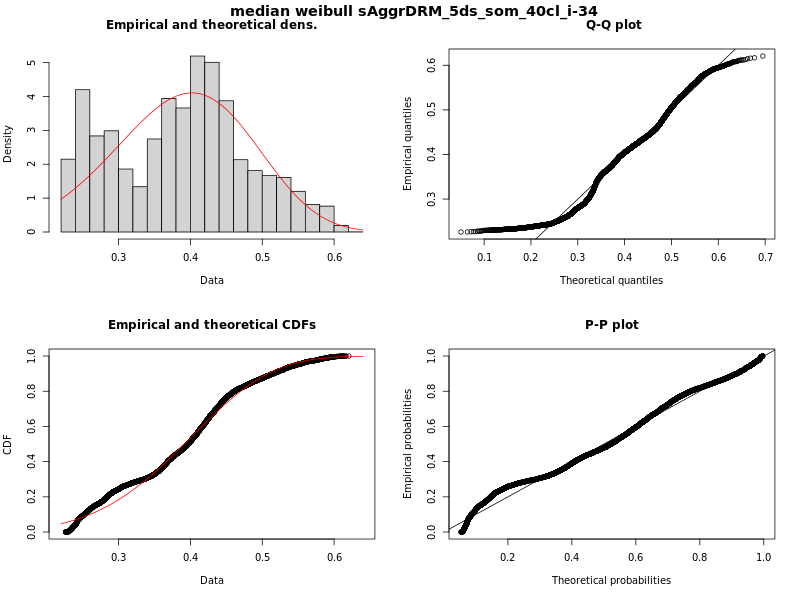 median weibull sAggrDRM_5ds_som_40cl_i-34
Empirical and theoretical dens.
Density
0 1 2 3 4 5
0.3 0.4 0.5 0.6
Data
Q-Q plot
Empirical quantiles
0.3 0.4 0.5 0.6
0.1 0.2 0.3 0.4 0.5 0.6 0.7
Theoretical quantiles
Empirical and theoretical CDFs
CDF
0.0 0.2 0.4 0.6 0.8 1.0
0.3 0.4 0.5 0.6
Data
P-P plot
Empirical probabilities
0.0 0.2 0.4 0.6 0.8 1.0
0.2 0.4 0.6 0.8 1.0
Theoretical probabilities